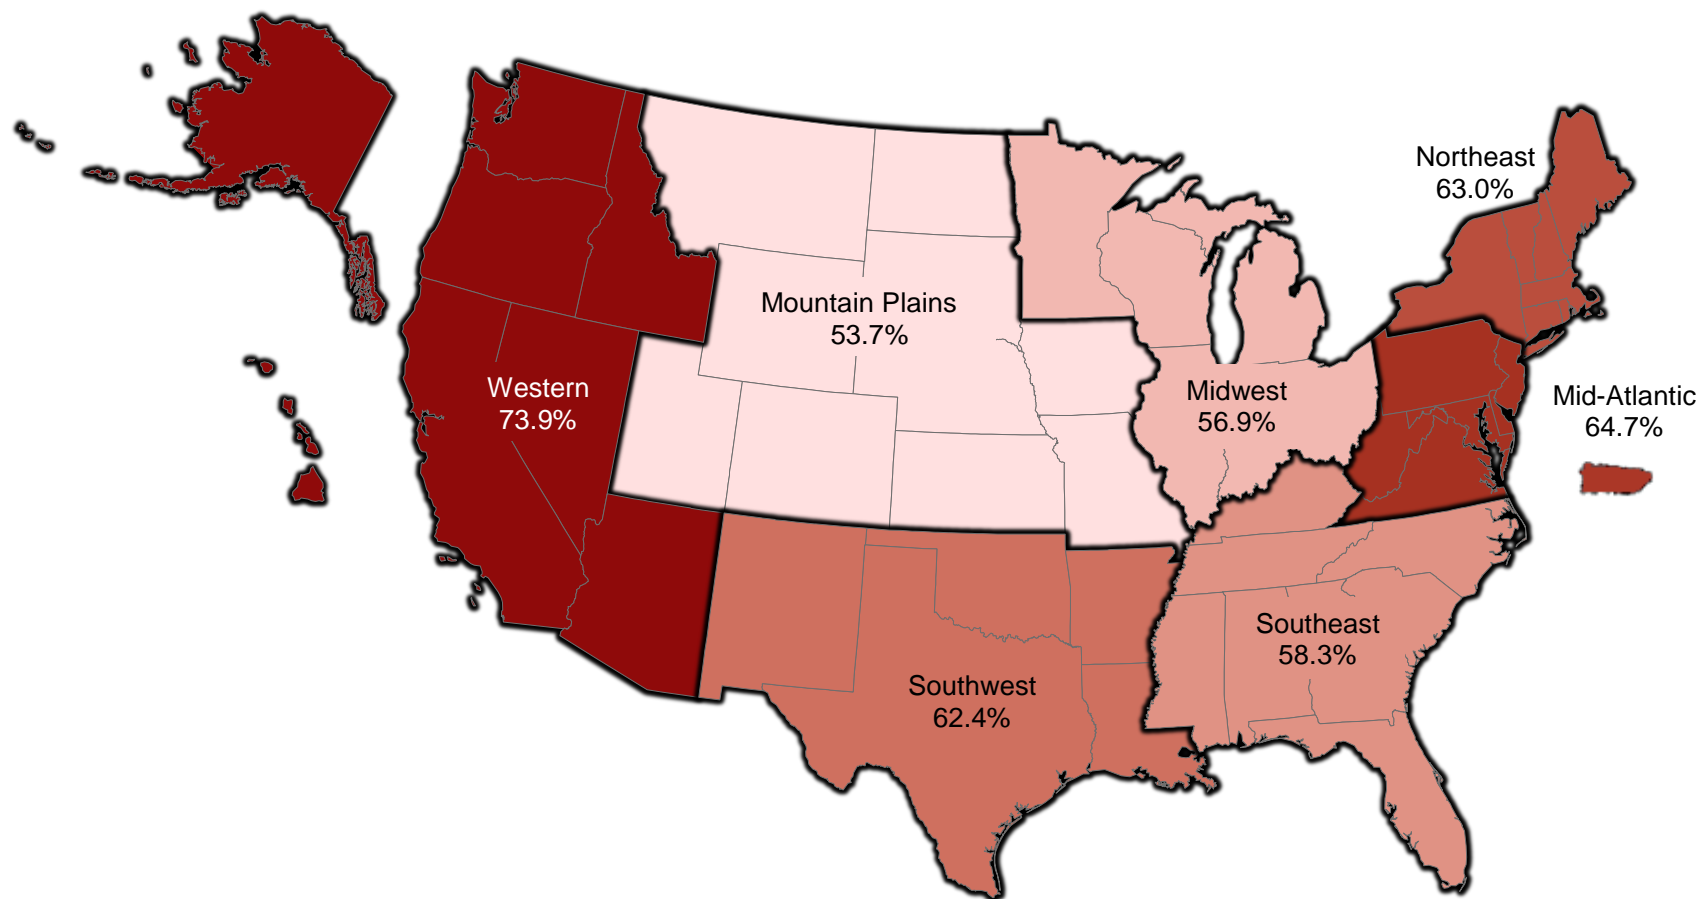 Northeast
63.0%
Mountain Plains
53.7%
Western
73.9%
Midwest
56.9%
Mid-Atlantic
64.7%
Southeast
58.3%
Southwest
62.4%